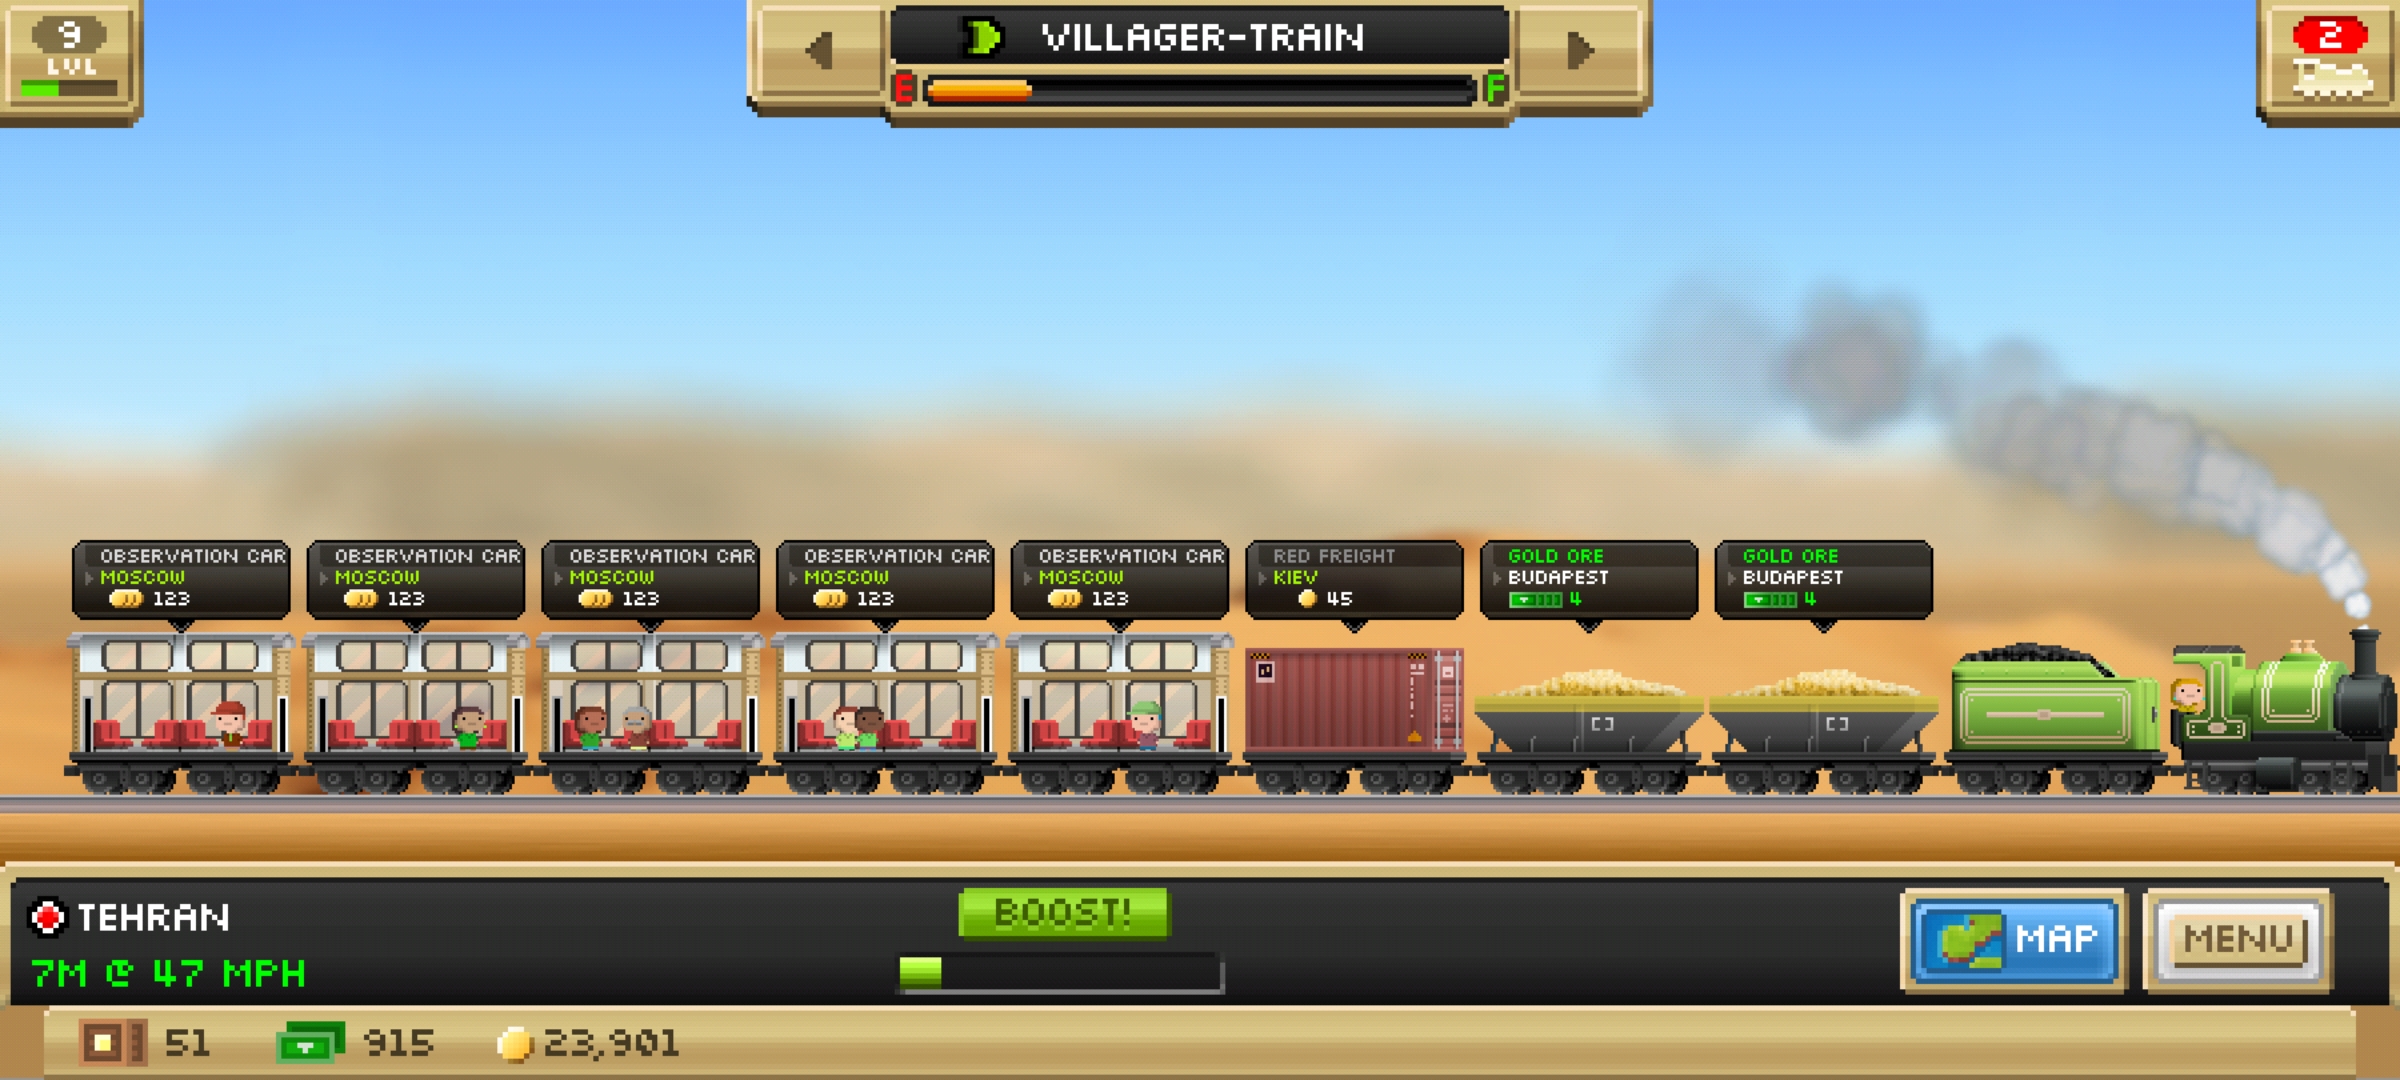 9
LVL
VILLAGER-TRAIN
E F
2
OBSERVATION CAR
MOSCOW
123
OBSERVATION CAR
MOSCOW
123
OBSERVATION CAR
MOSCOW
123
OBSERVATION CAR
MOSCOW
123
OBSERVATION CAR
MOSCOW
123
RED FREIGHT
KIEV
45
GOLD ORE
BUDAPEST
4
GOLD ORE
BUDAPEST
4
TEHRAN
7M @ 47 MPH
BOOST!
MAP
MENU
51
915
23,901